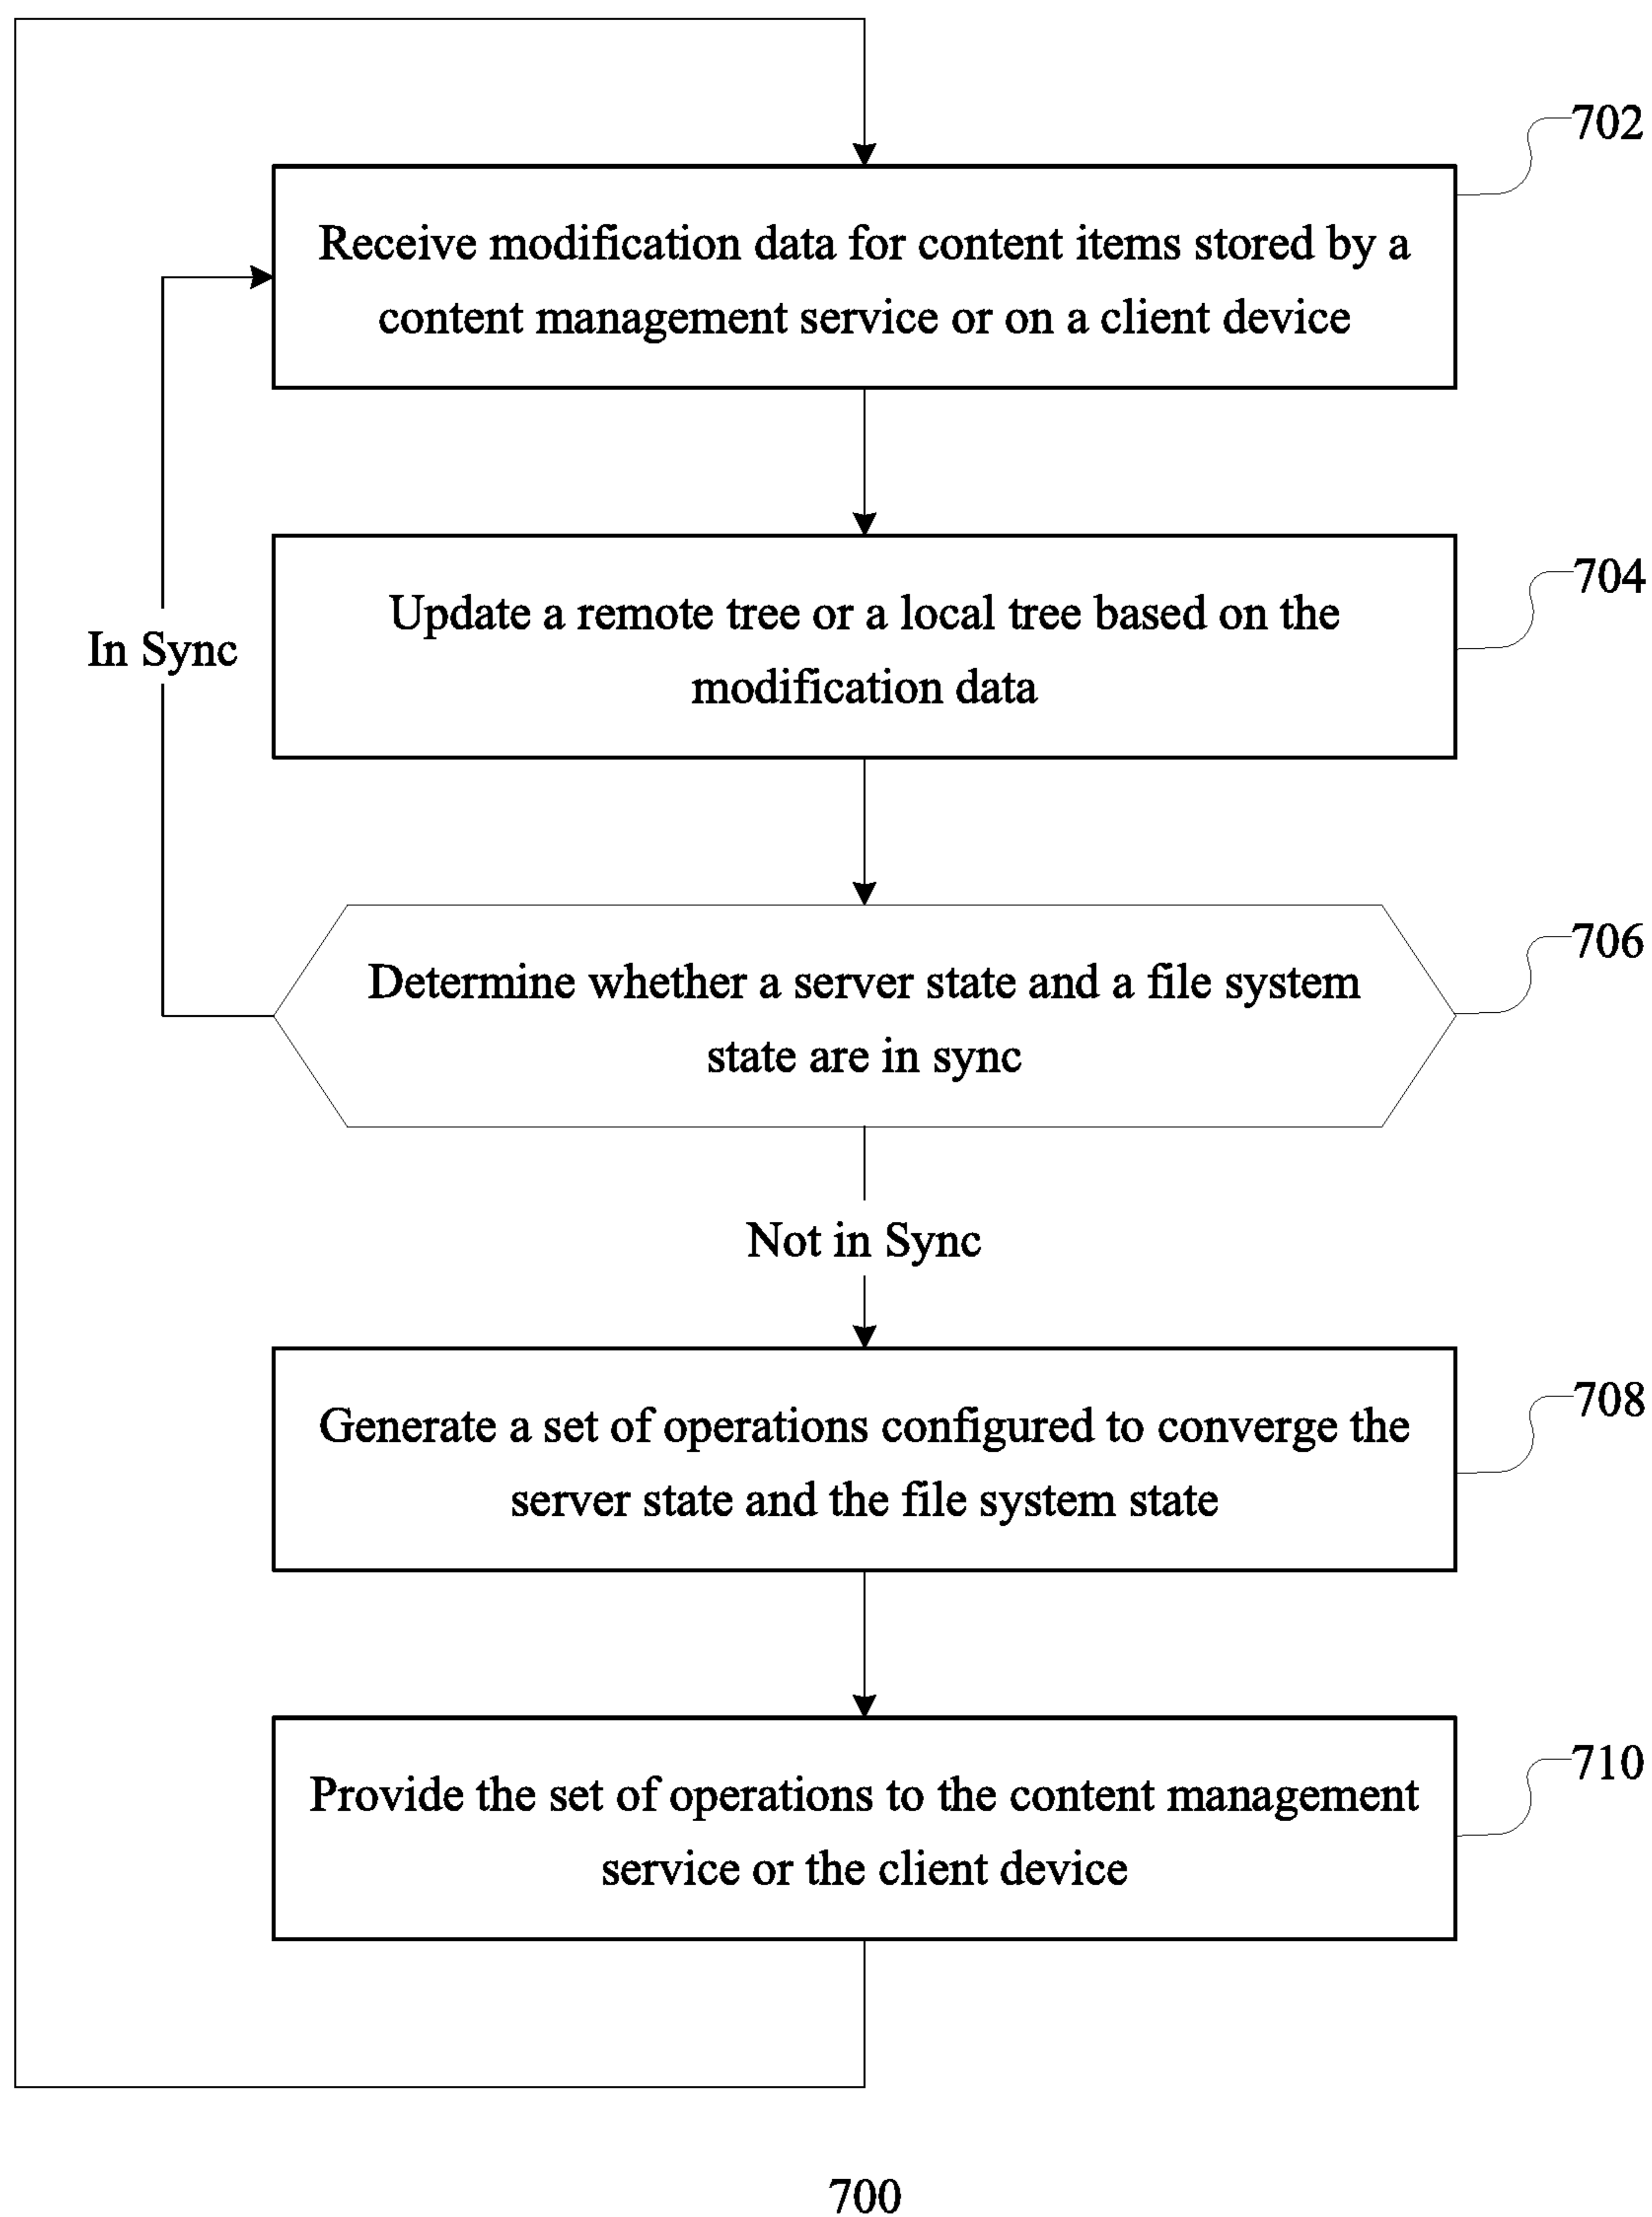 702
Receive modification data for content items stored by a
content management service or on a client device
704
Update a remote tree or a local tree based on the
modification data
In Sync
706
Determine whether a server state and a file system
state are in sync
Not in Sync
708
Generate a set of operations configured to converge the
server state and the file system state
710
Provide the set of operations to the content management
service or the client device
700